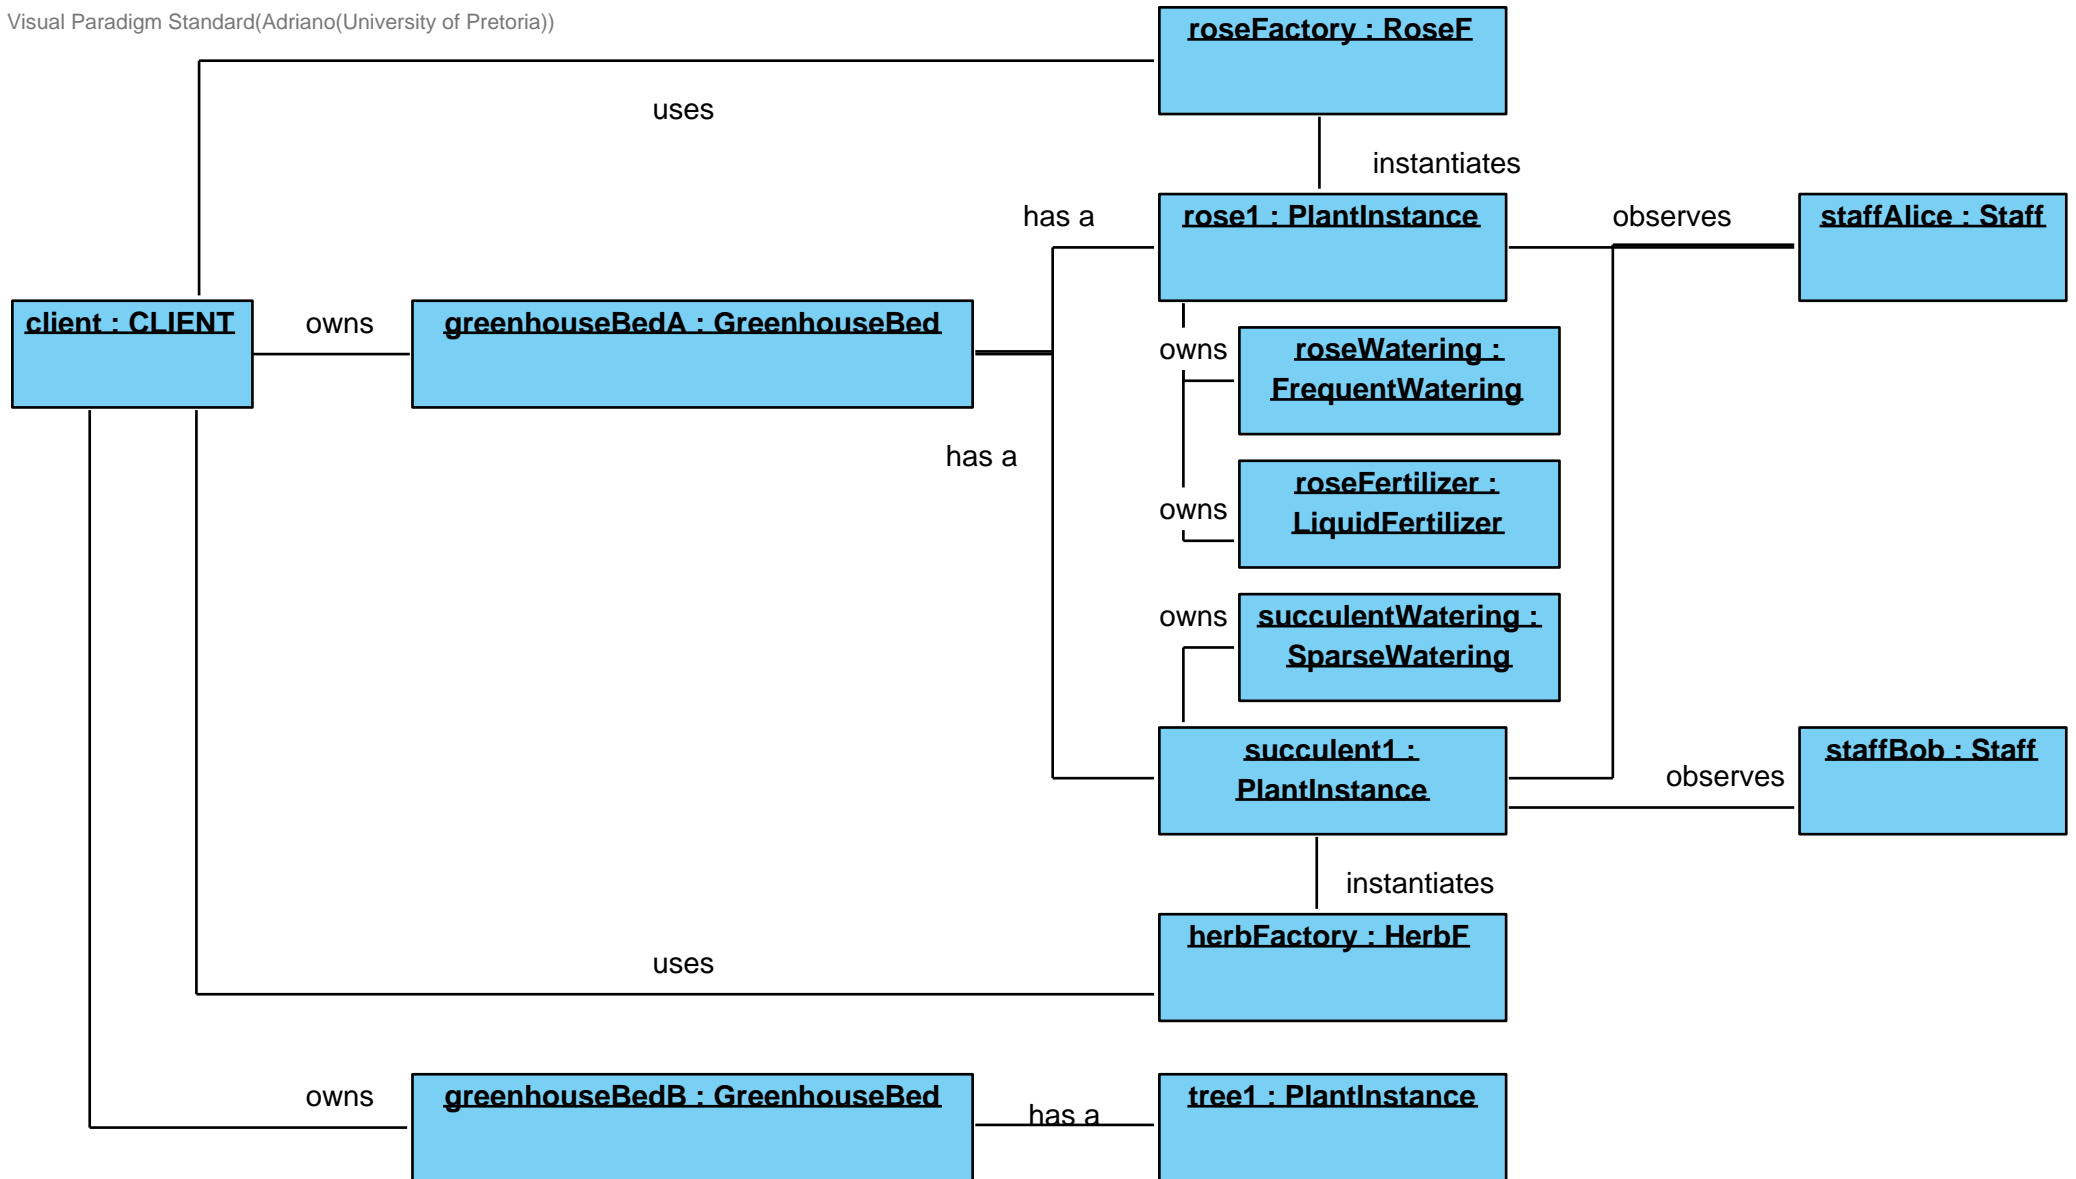 Visual Paradigm Standard(Adriano(University of Pretoria))
roseFactory : RoseF
uses
instantiates
has a
rose1 : PlantInstance
observes
staffAlice : Staff
client : CLIENT
owns
greenhouseBedA : GreenhouseBed
owns
roseWatering :
FrequentWatering
has a
roseFertilizer :
LiquidFertilizer
owns
owns
succulentWatering :
SparseWatering
succulent1 :
PlantInstance
observes
staffBob : Staff
instantiates
herbFactory : HerbF
uses
owns
greenhouseBedB : GreenhouseBed
has a
tree1 : PlantInstance